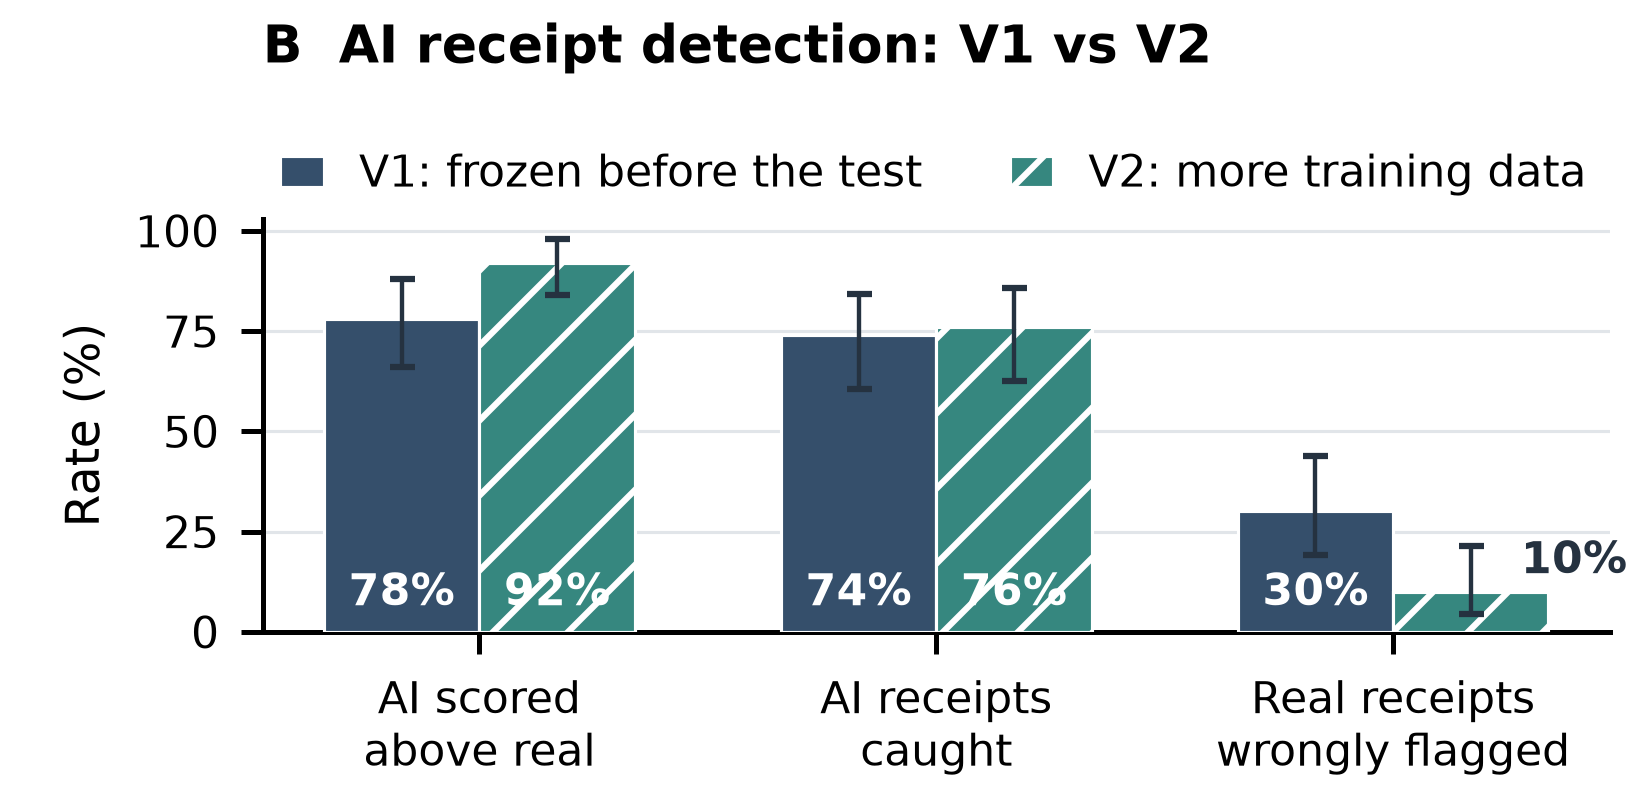 B AI receipt detection: V1 vs V2
V1: frozen before the test
V2: more training data
100
75
50
25
0
Rate (%)
78%
92%
74%
76%
30%
10%
AI scored
above real
AI receipts
caught
Real receipts
wrongly flagged